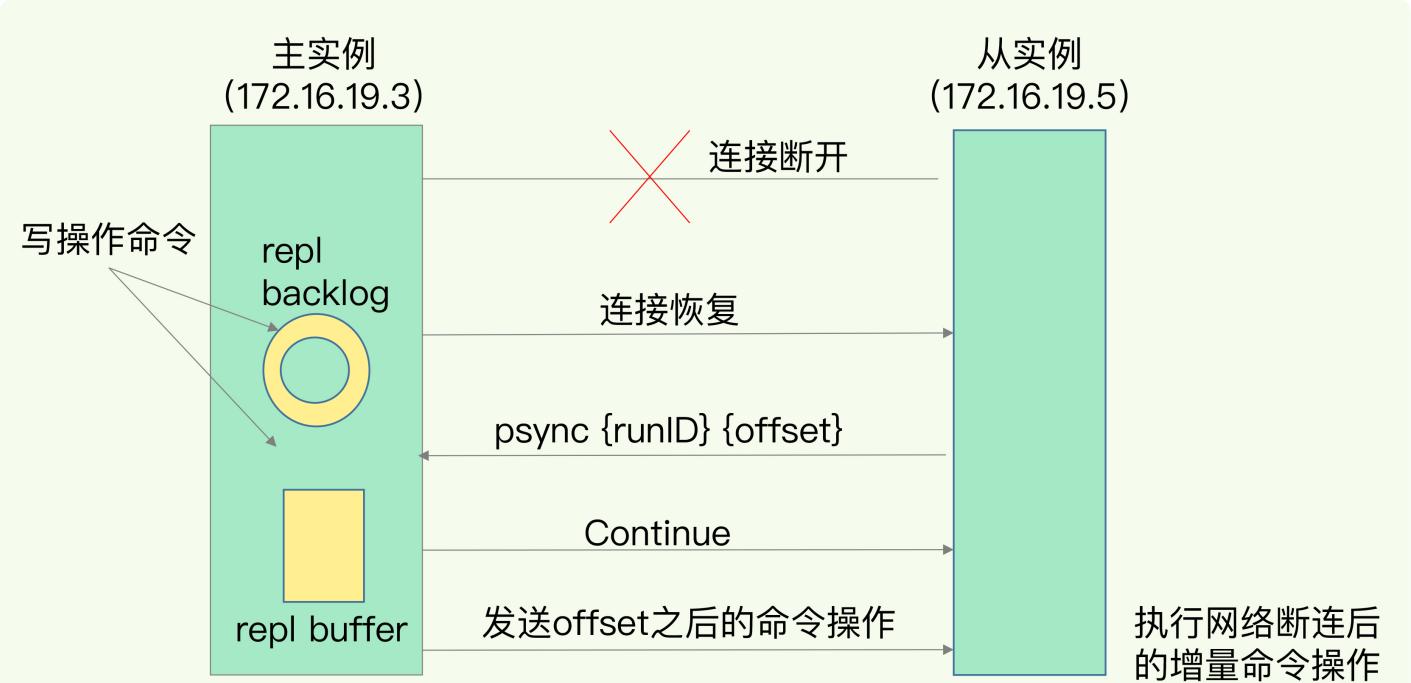 主实例
(172.16.19.3)
从实例
(172.16.19.5)
连接断开
写操作命令
repl
backlog
连接恢复
psync {runID} {offset}
Continue
repl buffer
发送offset之后的命令操作
执行网络断连后
的增量命令操作